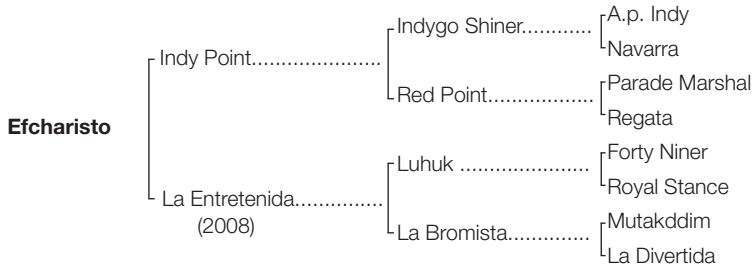 A.p. Indy
Indygo Shiner............
Navarra
Indy Point......................
Parade Marshal
Red Point..................
Regata
Efcharisto
Forty Niner
Luhuk ......................
Royal Stance
La Entretenida...............
(2008)
Mutakddim
La Bromista..............
La Divertida